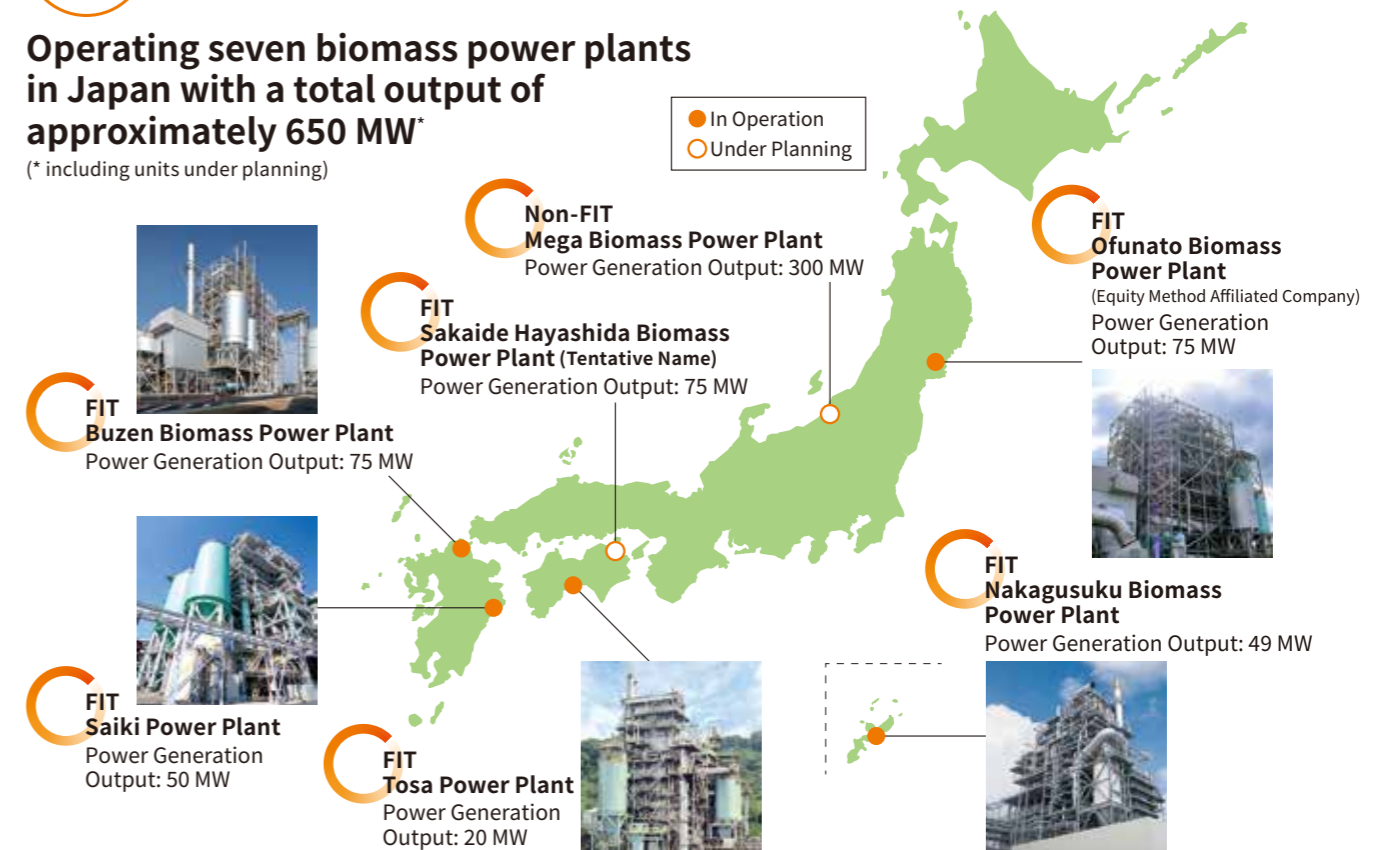 Operating seven biomass power plants
in Japan with a total output of
approximately 650 MW*
(* including units under planning)
In Operation
Under Planning
Non-FIT
Mega Biomass Power Plant
Power Generation Output: 300 MW
FIT
Sakaide Hayashida Biomass
Power Plant (Tentative Name)
Power Generation Output: 75 MW
FIT
Ofunato Biomass
Power Plant
(Equity Method Affiliated Company)
Power Generation
Output: 75 MW
FIT
Buzen Biomass Power Plant
Power Generation Output: 75 MW
FIT
Nakagusuku Biomass
Power Plant
Power Generation Output: 49 MW
FIT
Saiki Power Plant
Power Generation
Output: 50 MW
FIT
Tosa Power Plant
Power Generation
Output: 20 MW